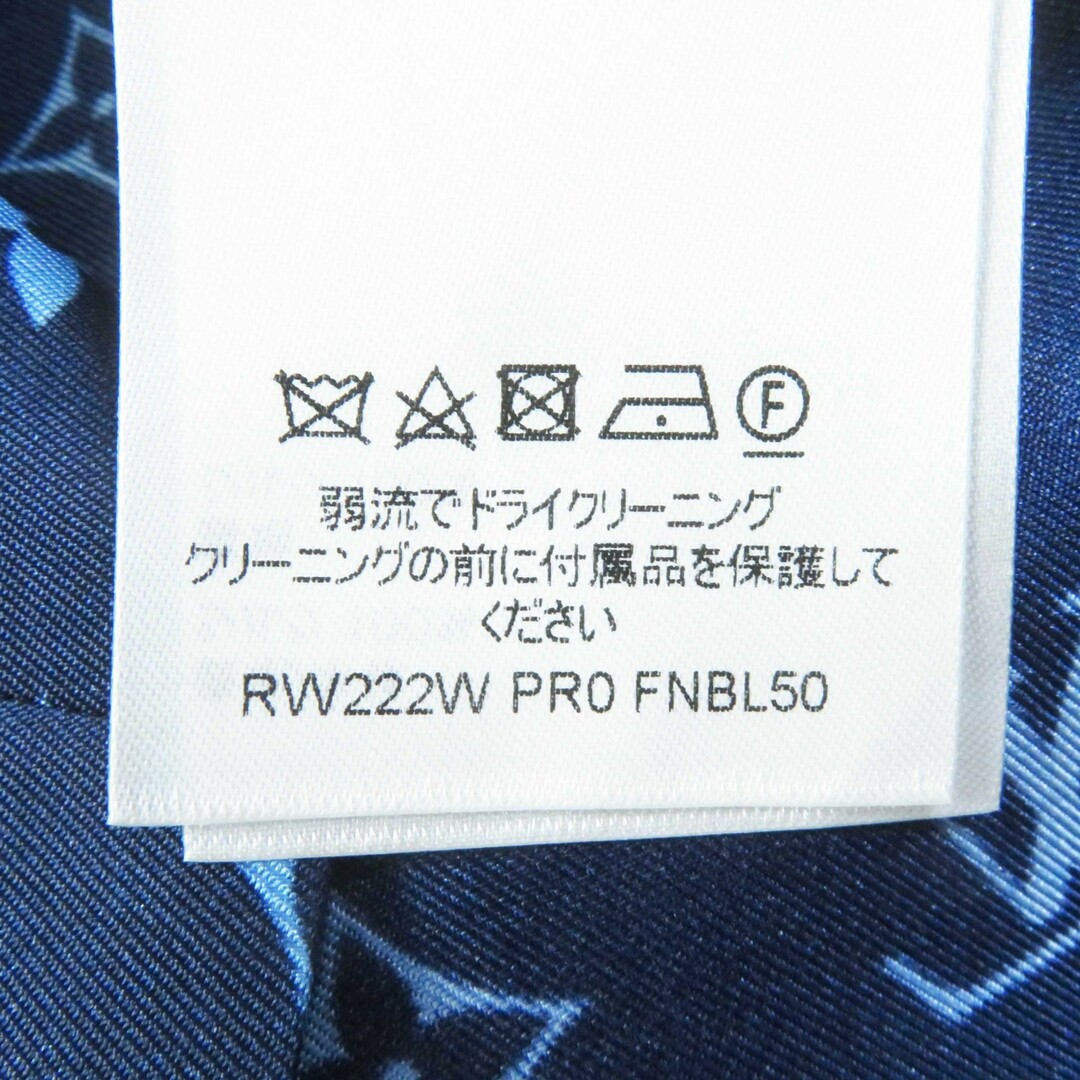 F
弱流でドライクリーニング
クリーニングの前に付属品を保護して
ください
RW222W PR0 FNBL50